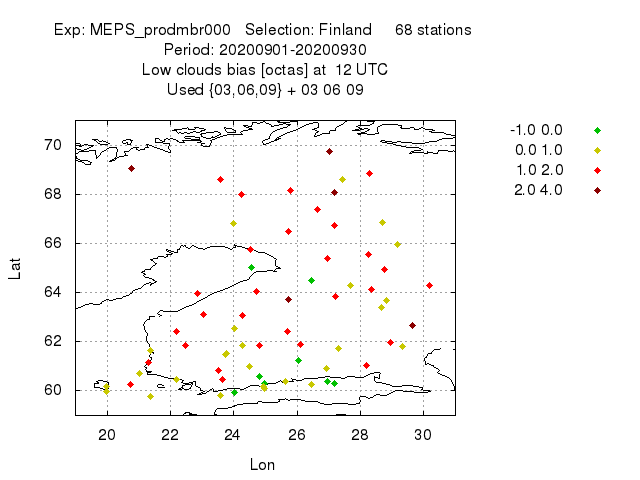 Exp: MEPS_prodmbr000 Selection: Finland 68 stations
Period: 20200901-20200930
Low clouds bias [octas] at 12 UTC
Used {03,06,09} + 03 06 09
-1.0 0.0
0.0 1.0
1.0 2.0
2.0 4.0
70
68
66
64
62
60
Lat
20 22 24 26 28 30
Lon